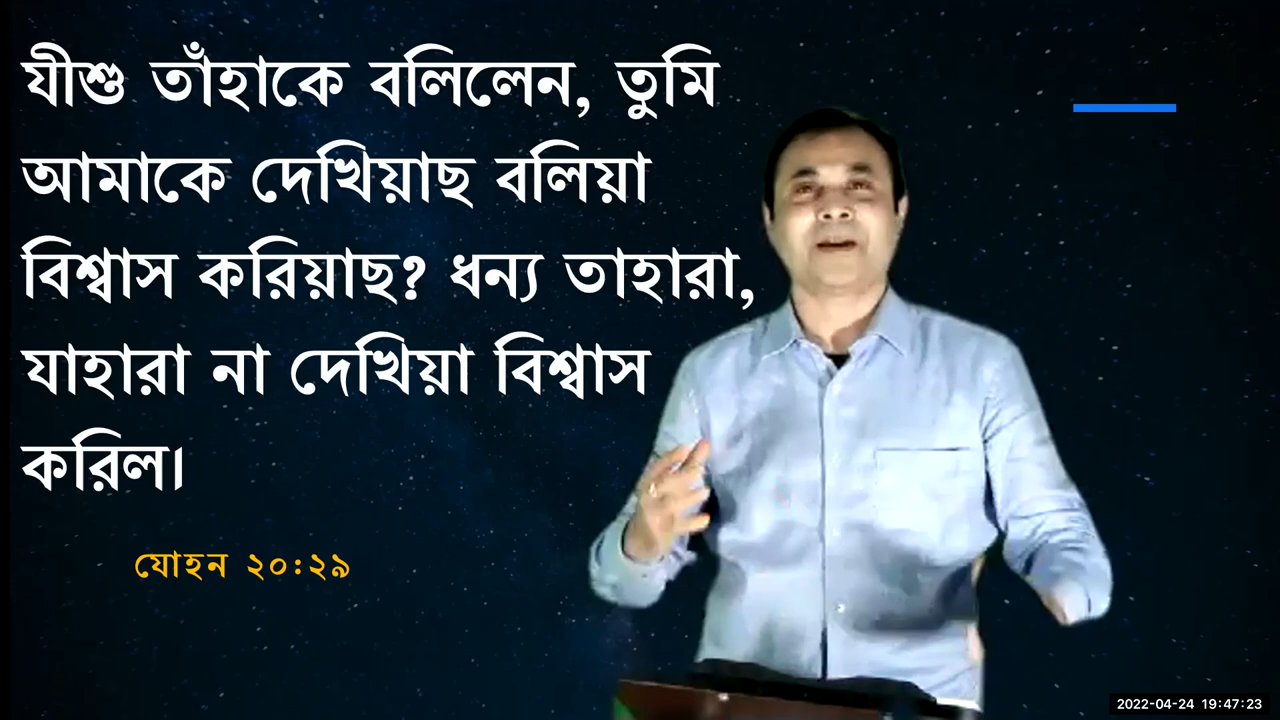 যীশু তাঁহাকে বলিলেন, তুমি
আমাকে দেখিয়াছ বলিয়া
বিশ্বাস করিয়াছ? ধন্য তাহারা,
যাহারা না দেখিয়া বিশ্বাস
করিল।
যোহন ২০:২৯
2022-04-24 19:47:23